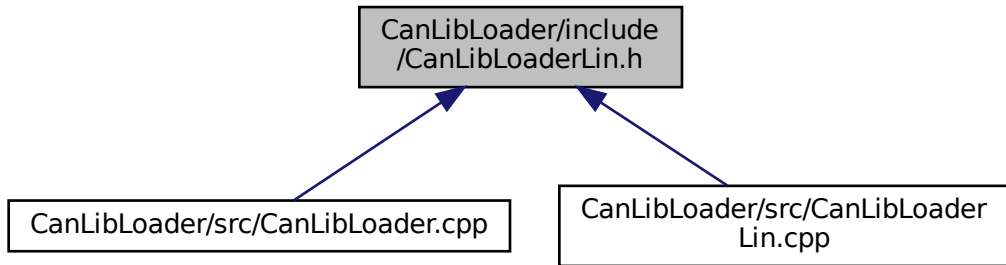 CanLibLoader/include
/CanLibLoaderLin.h
CanLibLoader/src/CanLibLoader.cpp
CanLibLoader/src/CanLibLoader
Lin.cpp